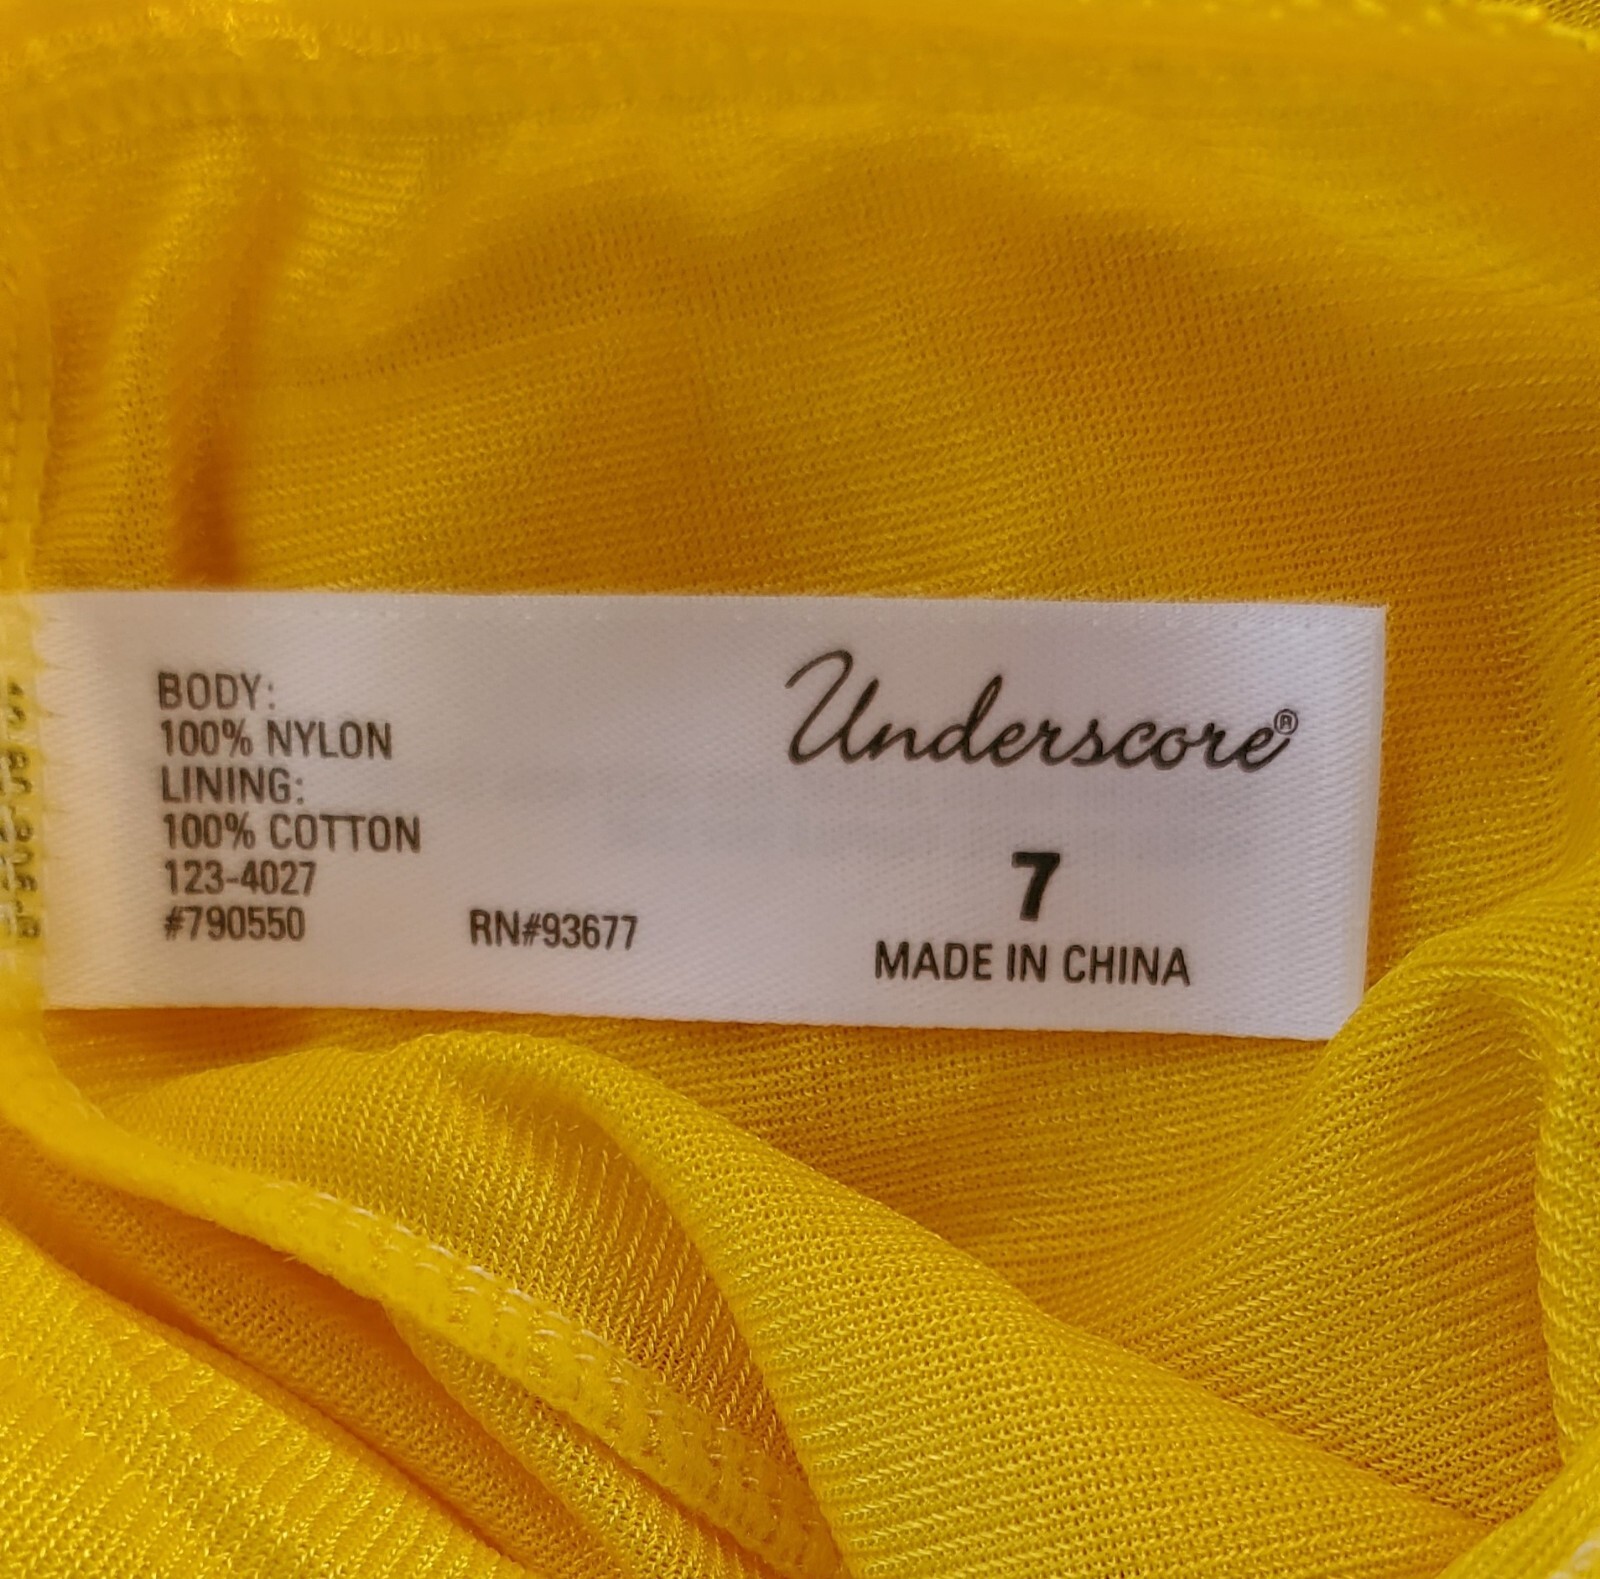 BODY:
100% NYLON
LINING:
100% COTTON
123-4027
#790550
RN#93677
Underscore®
7
MADE IN CHINA